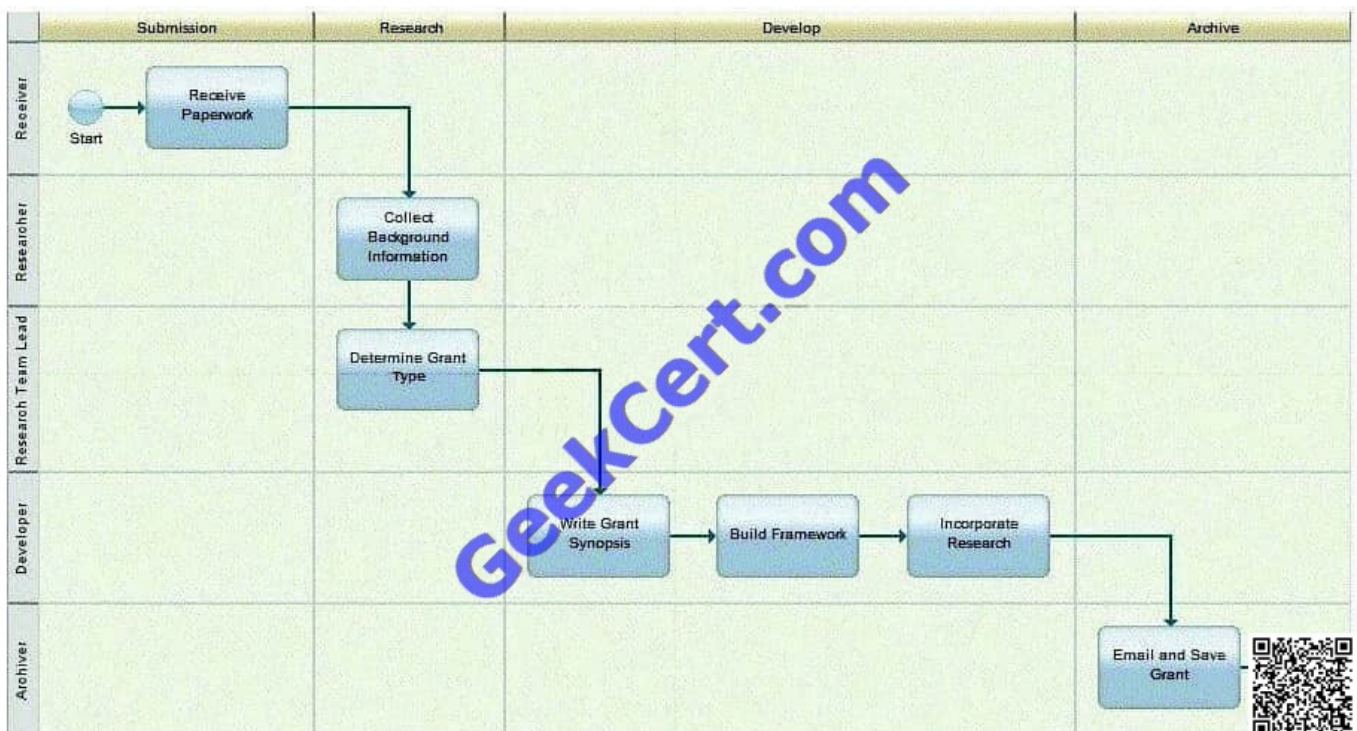 Submission
Research
Develop
Archive
Receiver
Start
Receive
Paperwork
Researcher
Collect
Background
Information
Research Team Lead
Determine Grant
Type
Developer
Write Grant
Synopsis
Build Framework
Incorporate
Research
Archiver
Email and Save
Grant
GeekCert.com